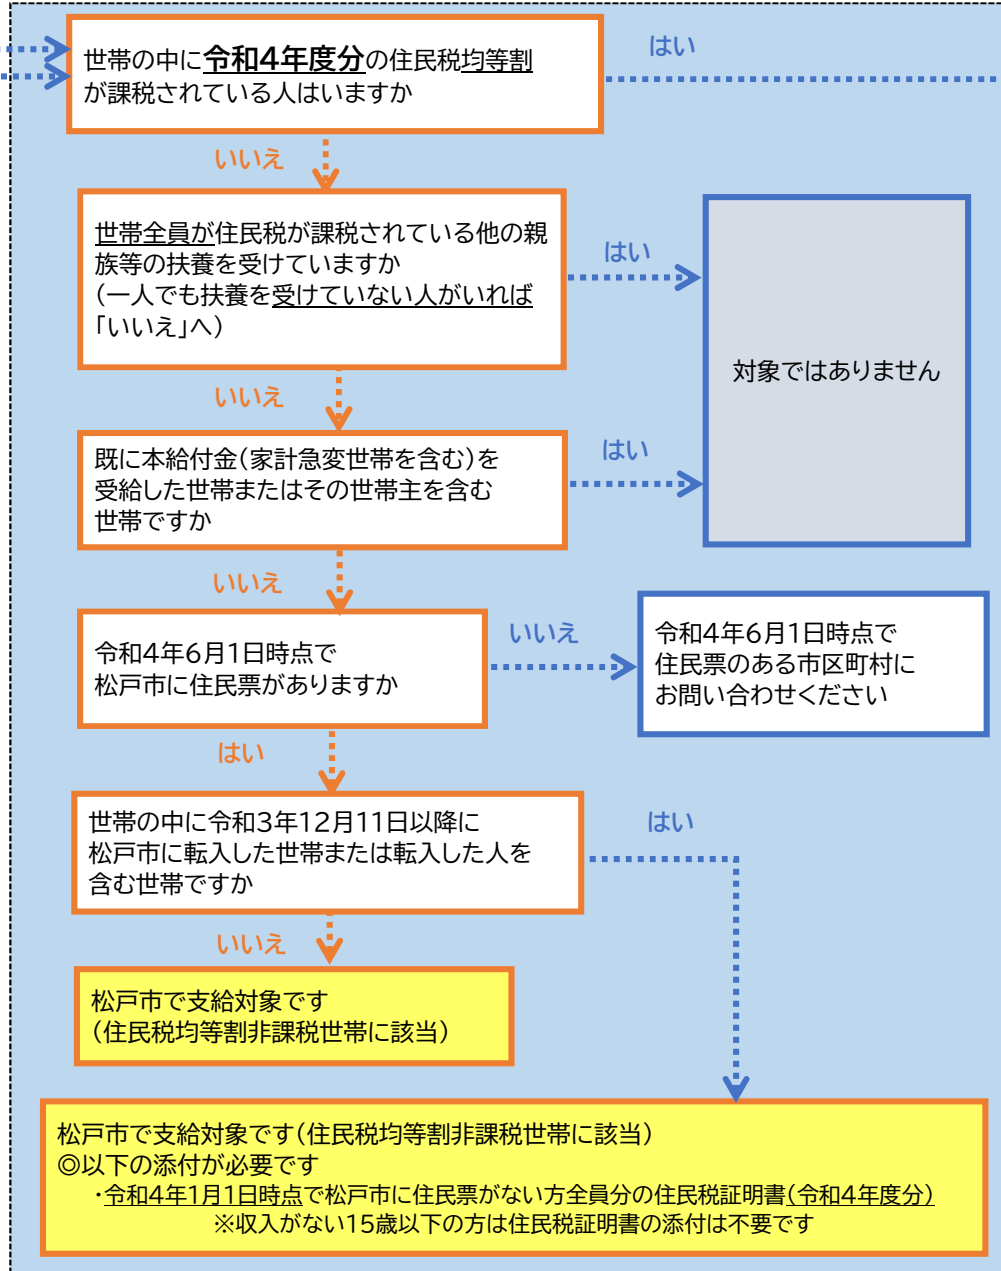 世帯の中に令和4年度分の住民税均等割
が課税されている人はいますか
はい
いいえ
世帯全員が住民税が課税されている他の親
族等の扶養を受けていますか
(一人でも扶養を受けていない人がいれば
「いいえ」へ)
はい
対象ではありません
いいえ
既に本給付金(家計急変世帯を含む)を
受給した世帯またはその世帯主を含む
世帯ですか
はい
いいえ
令和4年6月1日時点で
松戸市に住民票がありますか
いいえ
令和4年6月1日時点で
住民票のある市区町村に
お問い合わせください
はい
世帯の中に令和3年12月11日以降に
松戸市に転入した世帯または転入した人を
含む世帯ですか
はい
いいえ
松戸市で支給対象です
(住民税均等割非課税世帯に該当)
松戸市で支給対象です(住民税均等割非課税世帯に該当)
◎以下の添付が必要です
・令和4年1月1日時点で松戸市に住民票がない方全員分の住民税証明書(令和4年度分)
※収入がない15歳以下の方は住民税証明書の添付は不要です